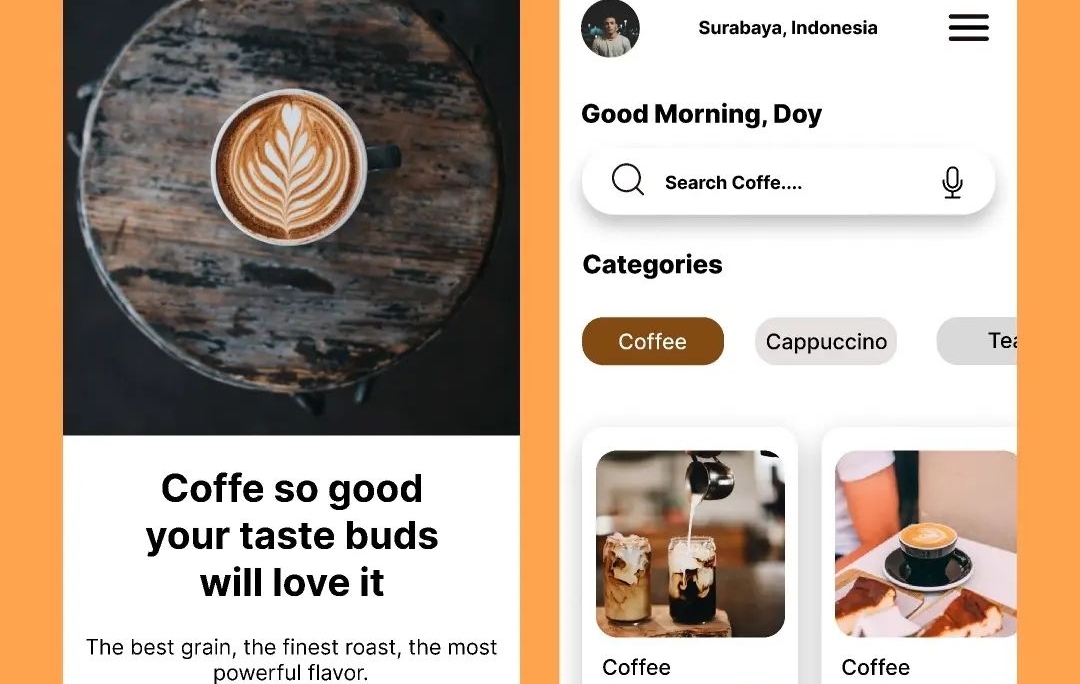 Coffe so good
your taste buds
will love it
The best grain, the finest roast, the most
powerful flavor.
Surabaya, Indonesia
Good Morning, Doy
Search Coffe....
Categories
Coffee
Cappuccino
Tea
Coffee
Coffee